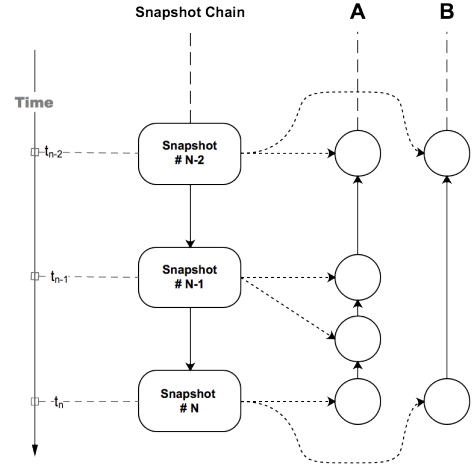 Snapshot Chain A B
Time
Snapshot
# N-2
tn-2
Snapshot
# N-1
tn-1
Snapshot
# N
tn